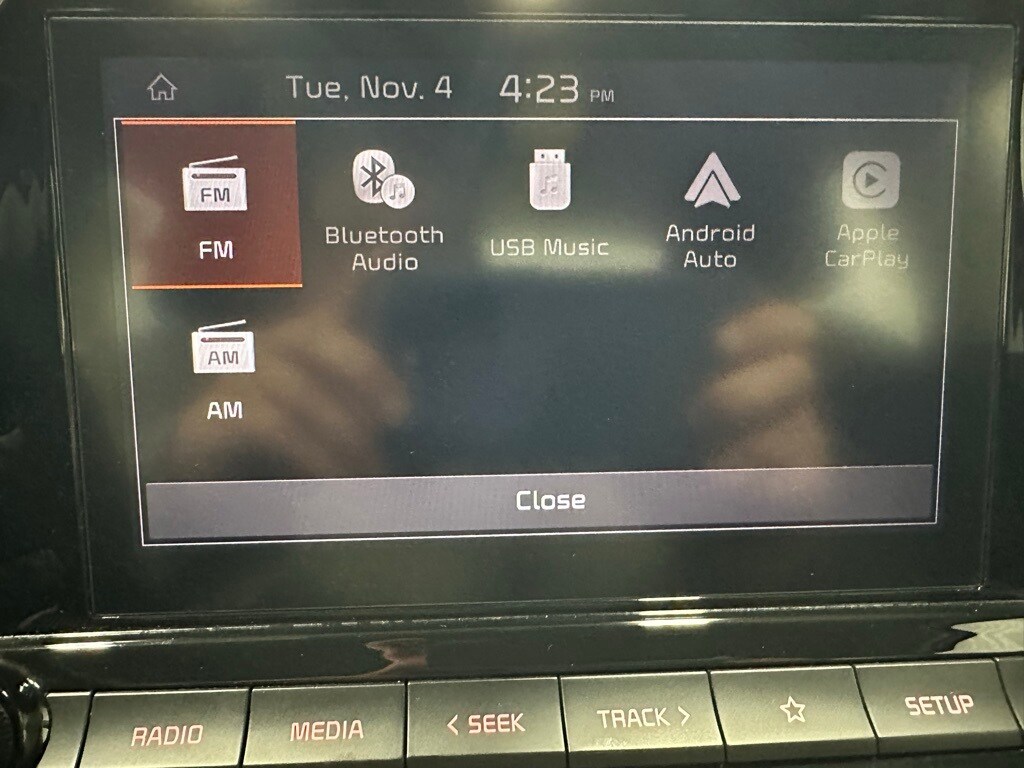 Tue, Nov. 4 4:23 PM
FM
FM
Bluetooth
Audio
USB Music
Android
Auto
Apple
CarPlay
AM
AM
Close
RADIO
MEDIA
< SEEK
TRACK >
SETUP